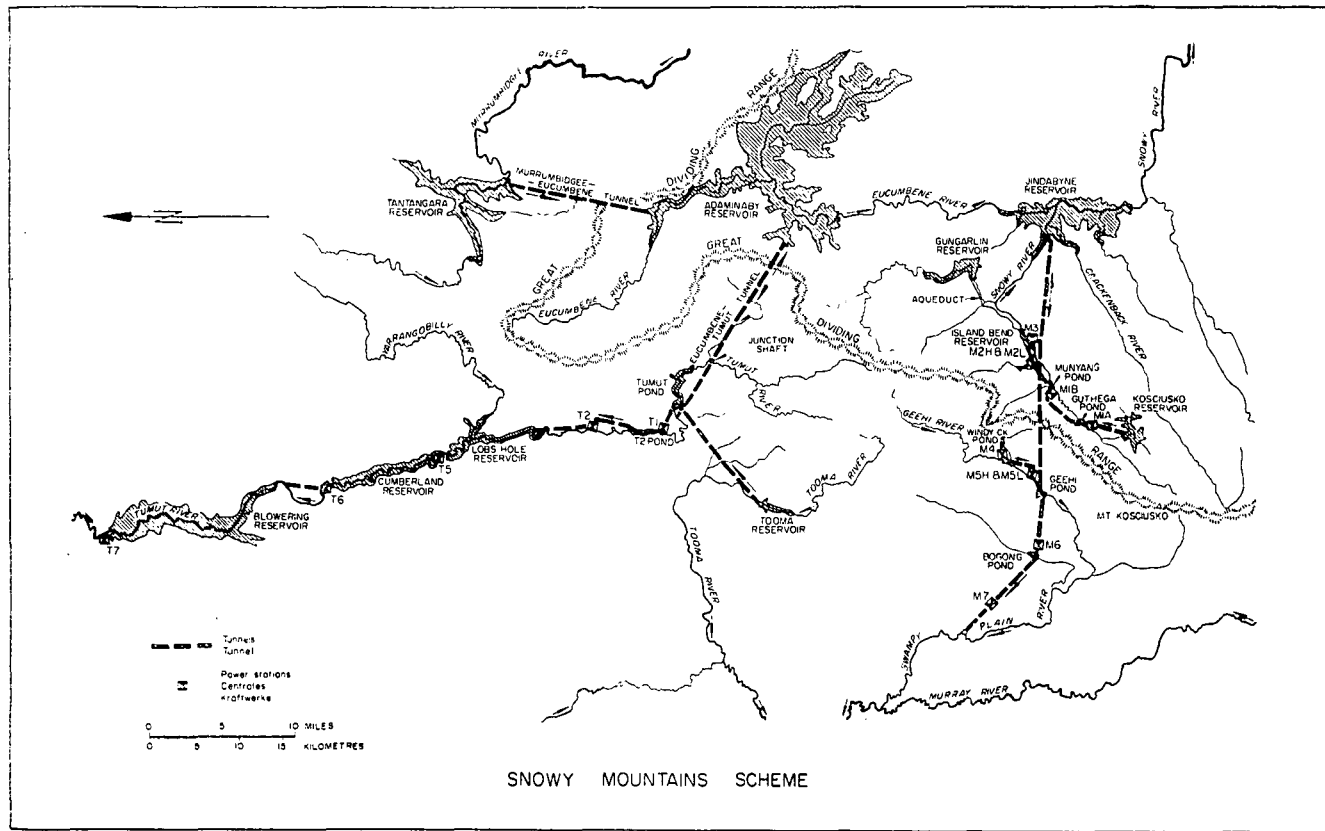 MURRUMBIDGEE RIVER
GREAT DIVIDING RANGE
TANTANGARA
RESERVOIR
MURRUMBIDGEE-
EUCUMBENE TUNNEL
ADAMINABY
RESERVOIR
EUCUMBENE
RIVER
JINDABYNE
RESERVOIR
SNOWY RIVER
GUNGARLIN
RESERVOIR
AQUEDUCT
SNOWY RIVER
CRACKENBACK RIVER
GREAT DIVIDING RANGE
EUCUMBENE RIVER
EUCUMBENE-
TUMUT TUNNEL
YARRANGOBILLY RIVER
JUNCTION
SHAFT
ISLAND BEND
RESERVOIR
M3
M2H & M2L
MUNYANG
POND
M1B
GUTHEGA
POND
M1A
KOSCIUSKO
RESERVOIR
TUMUT
POND
TUMUT
RIVER
GEEHI RIVER
WINDY CK
POND
M4
M5H & M5L
GEEHI
POND
T1
T2
T2 POND
LOBS HOLE
RESERVOIR
T5
CUMBERLAND
RESERVOIR
T6
BLOWERING
RESERVOIR
TUMUT RIVER
T7
TOOMA
RESERVOIR
TOOMA RIVER
TOOMA
RIVER
MT KOSCIUSKO
M6
BOGONG
POND
M7
SWAMPY PLAIN RIVER
MURRAY RIVER
Tunnels
Tunnel
Power stations
Centrales
Kraftwerke
0 5 10 MILES
0 5 10 15 KILOMETRES
SNOWY MOUNTAINS SCHEME